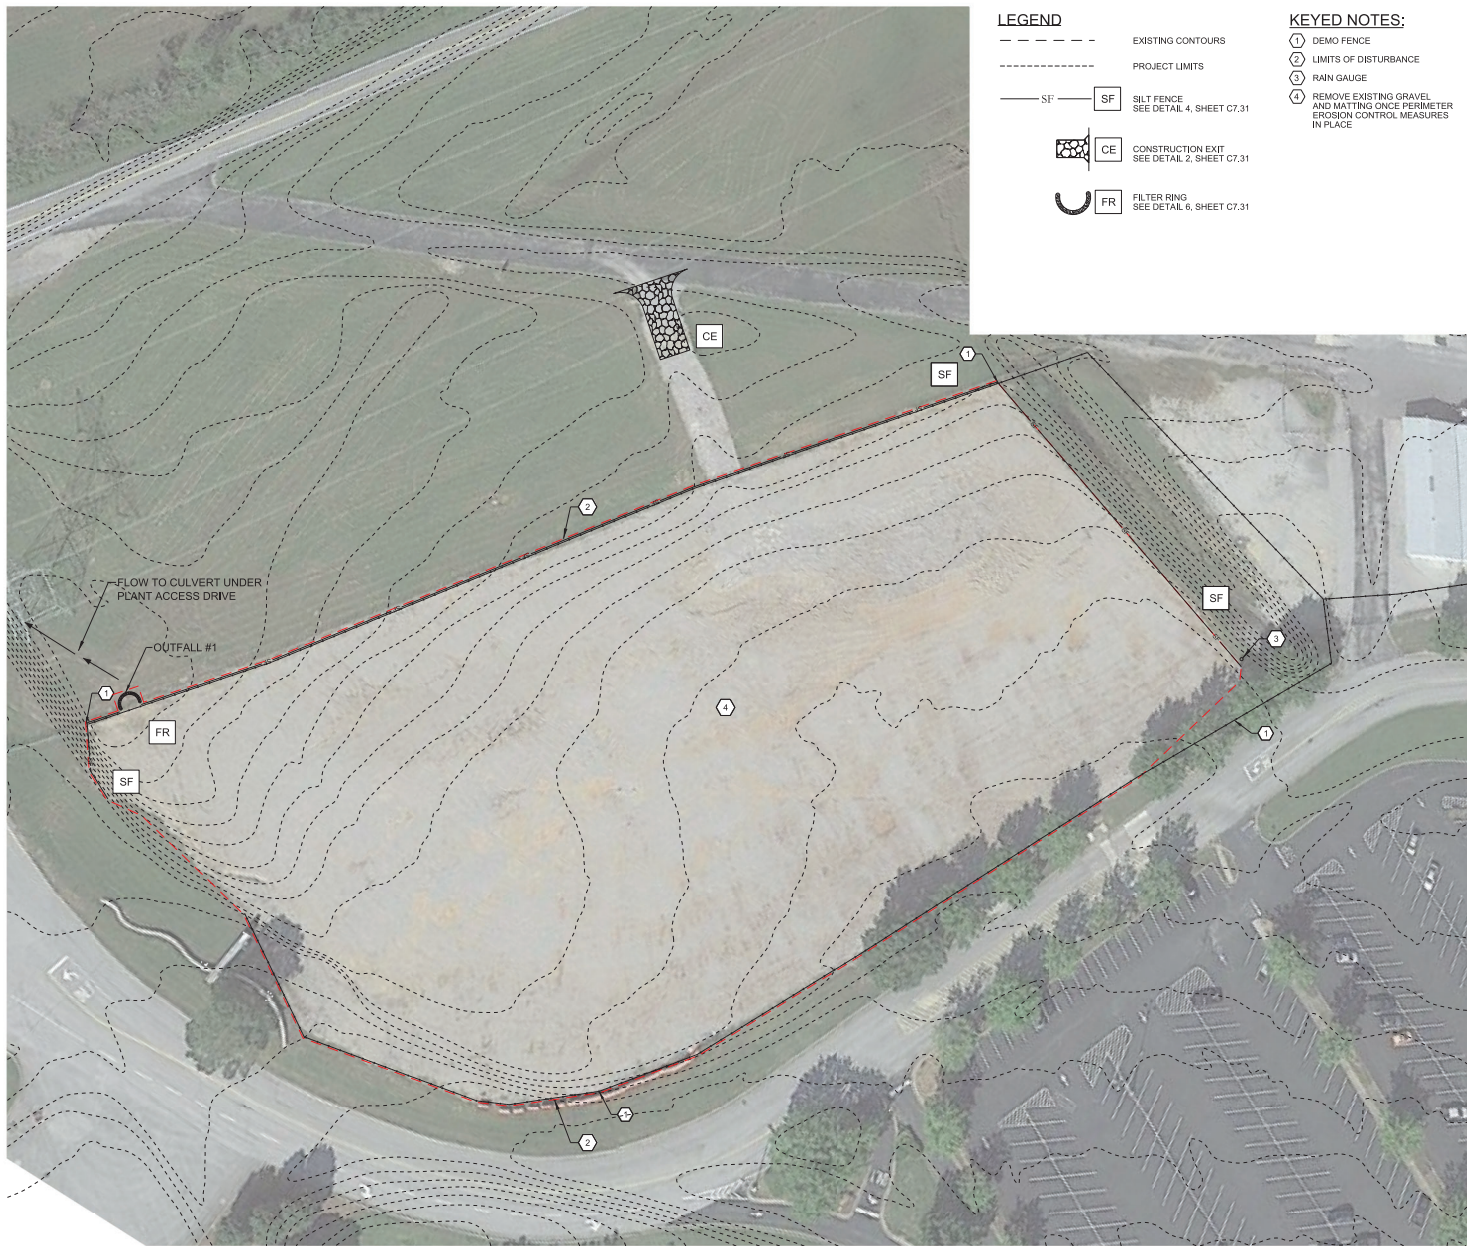 LEGEND
EXISTING CONTOURS
PROJECT LIMITS
SF SF SILT FENCE
SEE DETAIL 4, SHEET C7.31
CE CONSTRUCTION EXIT
SEE DETAIL 2, SHEET C7.31
FR FILTER RING
SEE DETAIL 6, SHEET C7.31
KEYED NOTES:
1 DEMO FENCE
2 LIMITS OF DISTURBANCE
3 RAIN GAUGE
4 REMOVE EXISTING GRAVEL
AND MATTING ONCE PERIMETER
EROSION CONTROL MEASURES
IN PLACE
CE
1
SF
2
FLOW TO CULVERT UNDER
PLANT ACCESS DRIVE
SF
3
OUTFALL #1
1
4
FR
1
SF
1
2